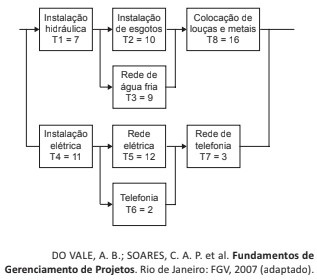 Instalação
hidráulica
T1 = 7
Instalação
de esgotos
T2 = 10
Colocação de
louças e metais
T8 = 16
Rede de
água fria
T3 = 9
Instalação
elétrica
T4 = 11
Rede
elétrica
T5 = 12
Rede de
telefonia
T7 = 3
Telefonia
T6 = 2
DO VALE, A. B.; SOARES, C. A. P. et al. Fundamentos de
Gerenciamento de Projetos. Rio de Janeiro: FGV, 2007 (adaptado).